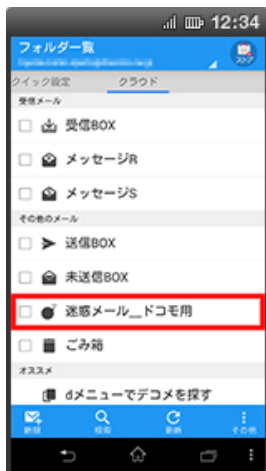 12:34
フォルダ一覧
ストア
クイック設定
クラウド
受信メール
受信BOX
メッセージR
メッセージS
その他のメール
送信BOX
未送信BOX
迷惑メール__ドコモ用
ごみ箱
オススメ
dメニューでデコメを探す
新規 検索 更新 その他